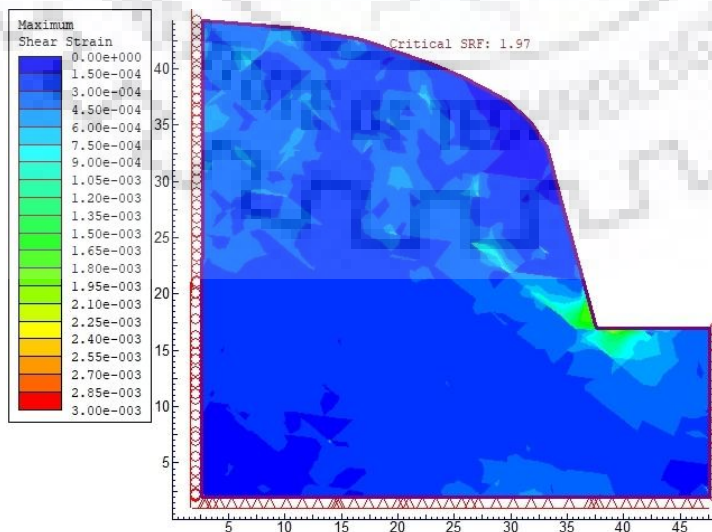 Maximum
Shear Strain
0.00e+000
1.50e-004
3.00e-004
4.50e-004
6.00e-004
7.50e-004
9.00e-004
1.05e-003
1.20e-003
1.35e-003
1.50e-003
1.65e-003
1.80e-003
1.95e-003
2.10e-003
2.25e-003
2.40e-003
2.55e-003
2.70e-003
2.85e-003
3.00e-003
Critical SRF: 1.97
40
35
30
25
20
15
10
5
5 10 15 20 25 30 35 40 45